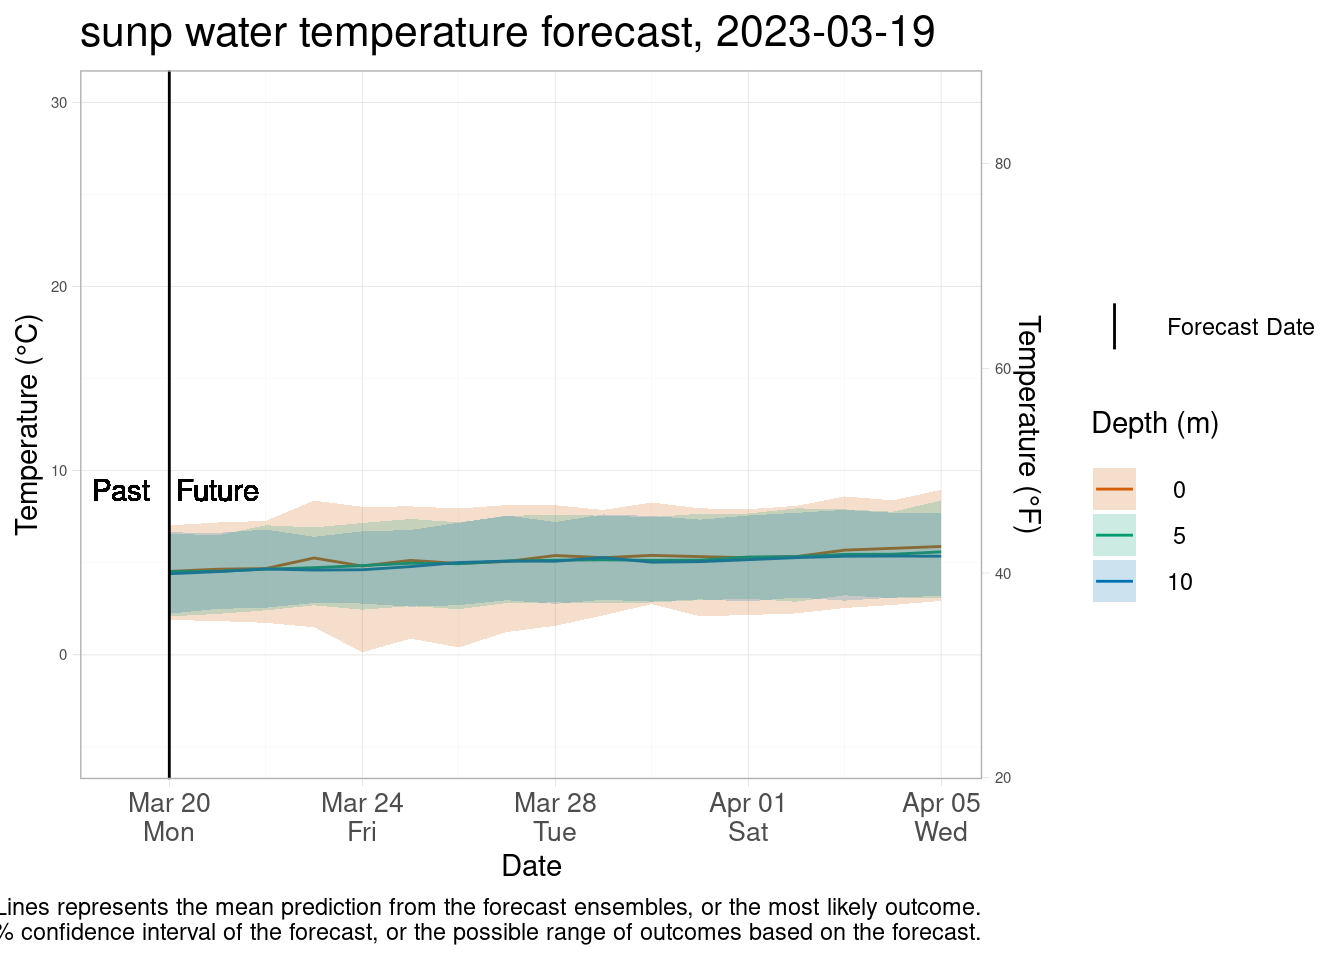 sunp water temperature forecast, 2023-03-19
30
20
10
0
80
60
40
20
Temperature (°C)
Temperature (°F)
Past
Future
Mar 20
Mon
Mar 24
Fri
Mar 28
Tue
Apr 01
Sat
Apr 05
Wed
Date
Forecast Date
Depth (m)
0
5
10
Lines represents the mean prediction from the forecast ensembles, or the most likely outcome.
% confidence interval of the forecast, or the possible range of outcomes based on the forecast.